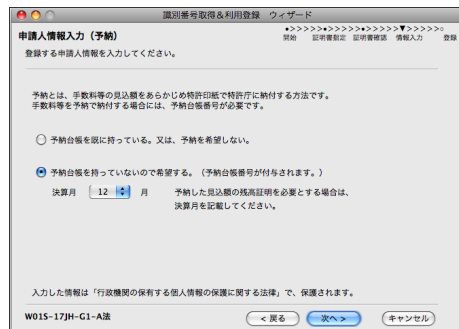 識別番号取得&利用登録 ウィザード
申請人情報入力（予納）
●>>>>>●>>>>>●>>>>>▼>>>>>○
開始 証明書指定 証明書確認 情報入力 登録
登録する申請人情報を入力してください。
予納とは、手数料等の見込額をあらかじめ特許印紙で特許庁に納付する方法です。
手数料等を予納で納付する場合には、予納台帳番号が必要です。
予納台帳を既に持っている。又は、予納を希望しない。
予納台帳を持っていないので希望する。（予納台帳番号が付与されます。）
決算月 12 月 予納した見込額の残高証明を必要とする場合は、
決算月を記載してください。
入力した情報は「行政機関の保有する個人情報の保護に関する法律」で、保護されます。
W01S-17JH-G1-A法 < 戻る 次へ > キャンセル